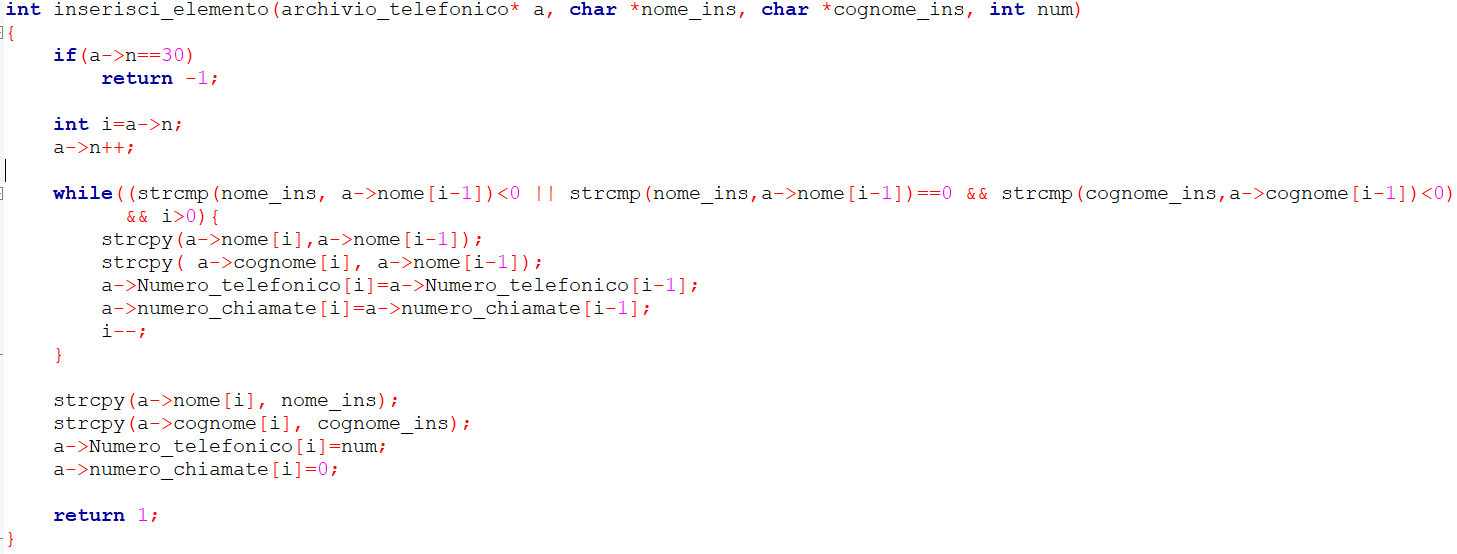 int inserisci_elemento(archivio_telefonico* a, char *nome_ins, char *cognome_ins, int num)
{
if(a->n==30)
return -1;
int i=a->n;
a->n++;
while((strcmp(nome_ins, a->nome[i-1])<0 || strcmp(nome_ins,a->nome[i-1])==0 && strcmp(cognome_ins,a->cognome[i-1])<0)
&& i>0){
strcpy(a->nome[i],a->nome[i-1]);
strcpy( a->cognome[i], a->nome[i-1]);
a->Numero_telefonico[i]=a->Numero_telefonico[i-1];
a->numero_chiamate[i]=a->numero_chiamate[i-1];
i--;
}
strcpy(a->nome[i], nome_ins);
strcpy(a->cognome[i], cognome_ins);
a->Numero_telefonico[i]=num;
a->numero_chiamate[i]=0;
return 1;
}